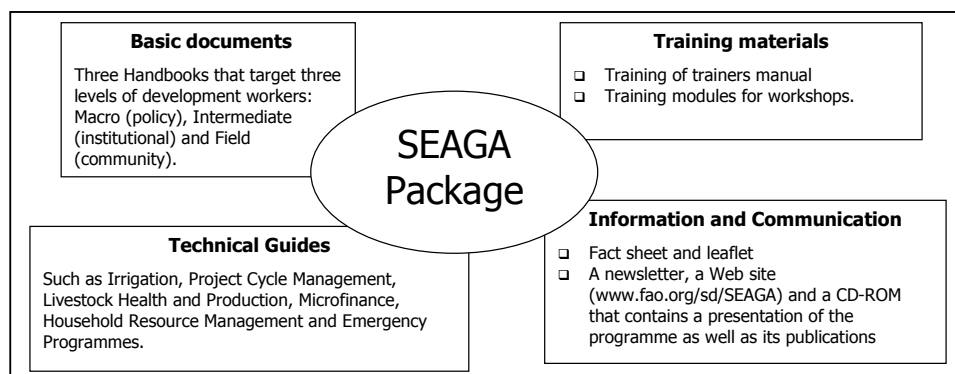 Basic documents
Three Handbooks that target three
levels of development workers:
Macro (policy), Intermediate
(institutional) and Field
(community).
Training materials
❑ Training of trainers manual
❑ Training modules for workshops.
SEAGA
Package
Technical Guides
Such as Irrigation, Project Cycle Management,
Livestock Health and Production, Microfinance,
Household Resource Management and Emergency
Programmes.
Information and Communication
❑ Fact sheet and leaflet
❑ A newsletter, a Web site
(www.fao.org/sd/SEAGA) and a CD-ROM
that contains a presentation of the
programme as well as its publications